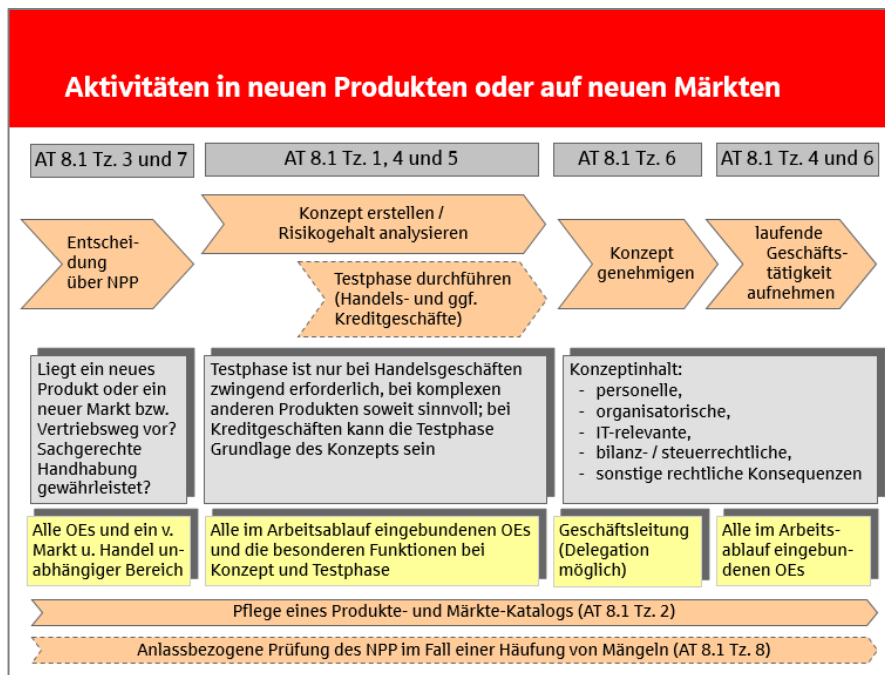 Aktivitäten in neuen Produkten oder auf neuen Märkten
AT 8.1 Tz. 3 und 7
AT 8.1 Tz. 1, 4 und 5
AT 8.1 Tz. 6
AT 8.1 Tz. 4 und 6
Entschei-
dung
über NPP
Konzept erstellen /
Risikogehalt analysieren
Testphase durchführen
(Handels- und ggf.
Kreditgeschäfte)
Konzept
genehmigen
laufende
Geschäfts-
tätigkeit
aufnehmen
Liegt ein neues
Produkt oder ein
neuer Markt bzw.
Vertriebsweg vor?
Sachgerechte
Handhabung
gewährleistet?
Testphase ist nur bei Handelsgeschäften
zwingend erforderlich, bei komplexen
anderen Produkten soweit sinnvoll; bei
Kreditgeschäften kann die Testphase
Grundlage des Konzepts sein
Konzeptinhalt:
- personelle,
- organisatorische,
- IT-relevante,
- bilanz- / steuerrechtliche,
- sonstige rechtliche Konsequenzen
Alle OEs und ein v.
Markt u. Handel un-
abhängiger Bereich
Alle im Arbeitsablauf eingebundenen OEs
und die besonderen Funktionen bei
Konzept und Testphase
Geschäftsleitung
(Delegation
möglich)
Alle im Arbeits-
ablauf eingebun-
denen OEs
Pflege eines Produkte- und Märkte-Katalogs (AT 8.1 Tz. 2)
Anlassbezogene Prüfung des NPP im Fall einer Häufung von Mängeln (AT 8.1 Tz. 8)